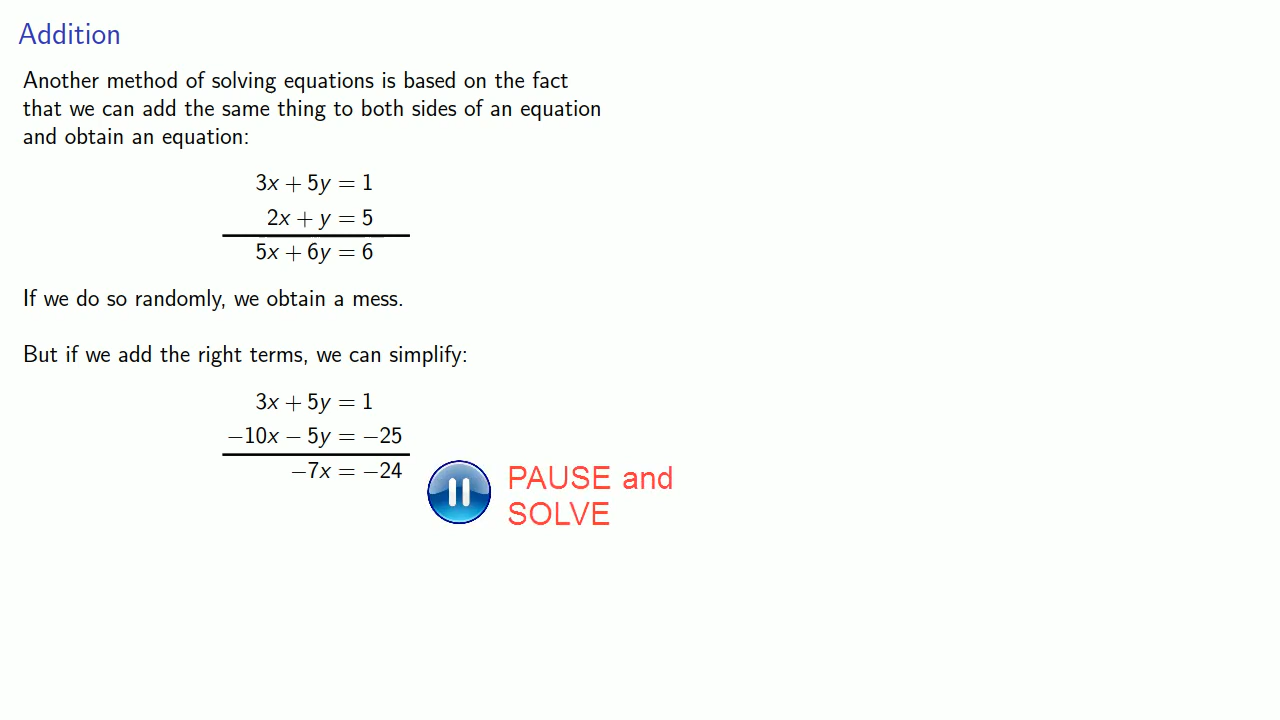 Addition
Another method of solving equations is based on the fact
that we can add the same thing to both sides of an equation
and obtain an equation:
3x + 5y = 1
2x + y = 5
5x + 6y = 6
If we do so randomly, we obtain a mess.
But if we add the right terms, we can simplify:
3x + 5y = 1
−10x − 5y = −25
−7x = −24
PAUSE and
SOLVE